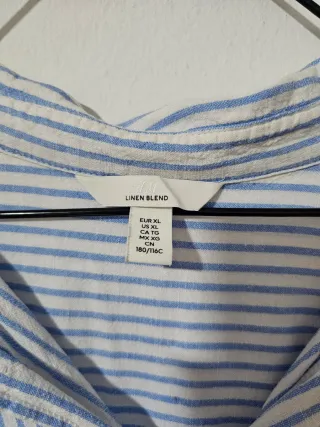 LINEN BLEND
EUR XL
US XL
CA TG
MX XG
CN
180/116C